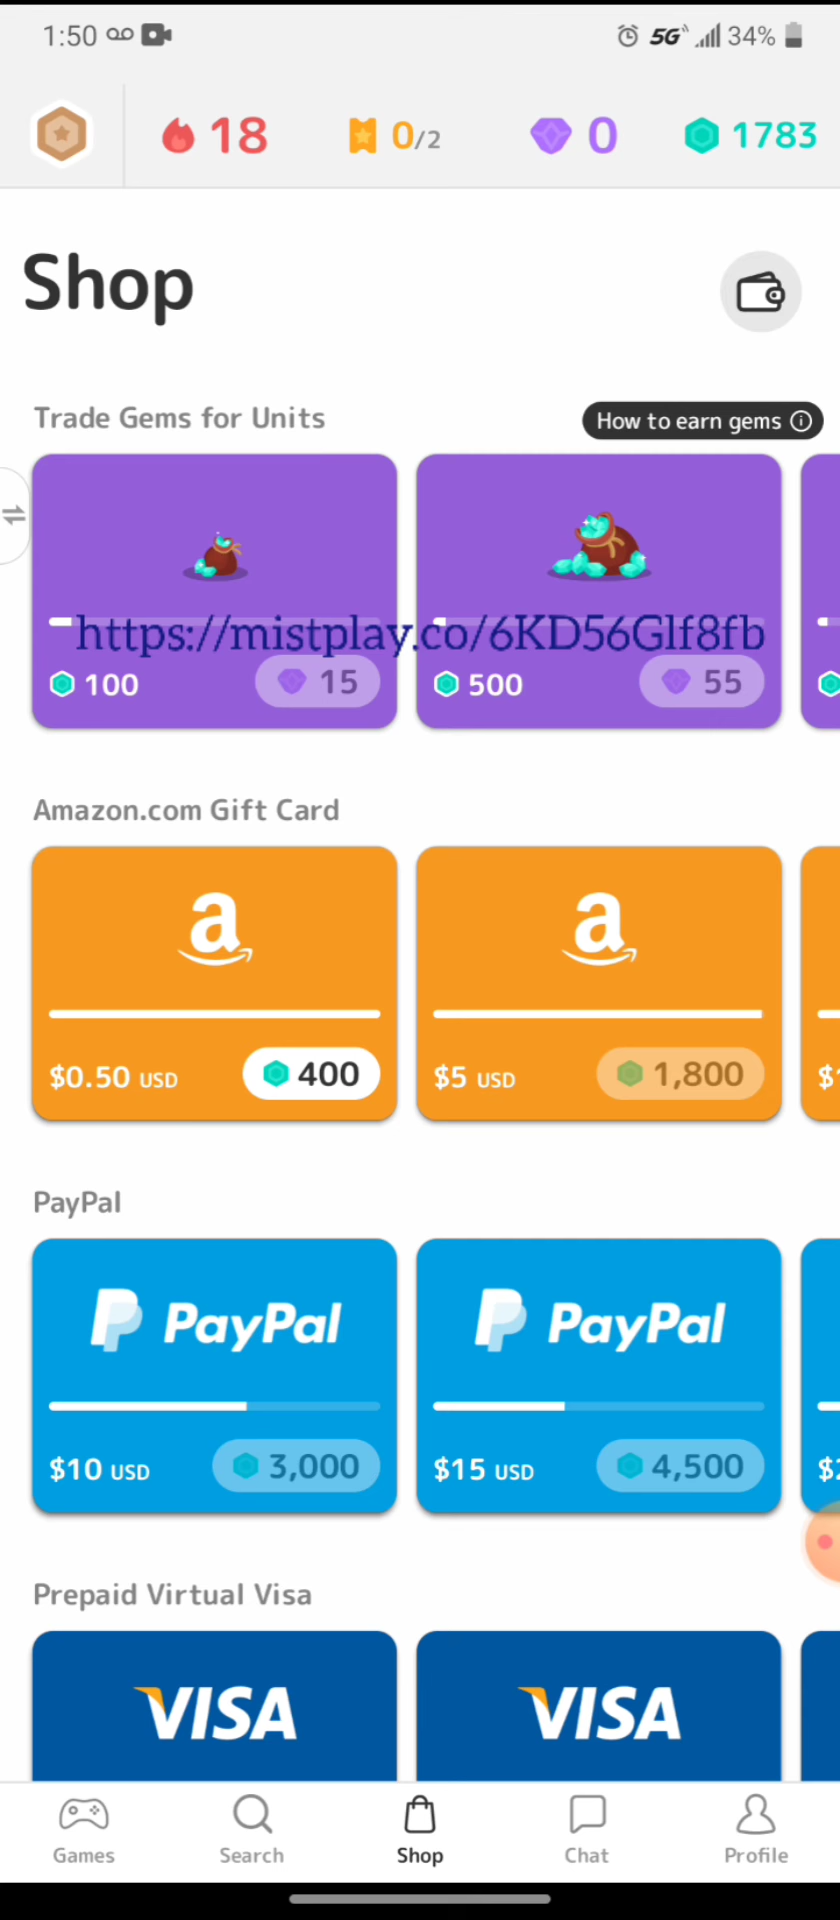 1:50 5G 34%
18 0/2 0 1783
Shop
Trade Gems for Units How to earn gems
https://mistplay.co/6KD56Glf8fb
100 15 500 55
Amazon.com Gift Card
a a
$0.50 USD 400 $5 USD 1,800 $1
PayPal
PayPal PayPal
$10 USD 3,000 $15 USD 4,500 $2
Prepaid Virtual Visa
VISA VISA
Games Search Shop Chat Profile